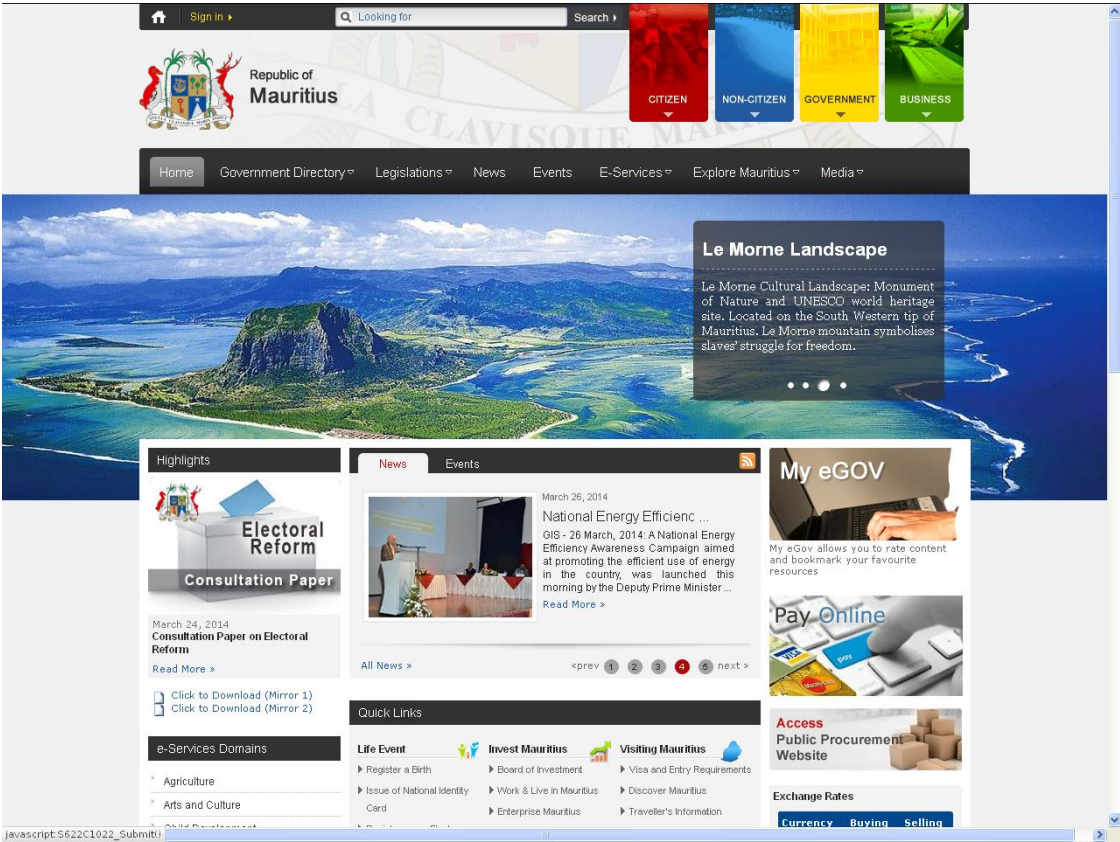 Sign in
Looking for
Search
Republic of
Mauritius
CLAVISQUE MARIS
CITIZEN
NON-CITIZEN
GOVERNMENT
BUSINESS
Home
Government Directory
Legislations
News
Events
E-Services
Explore Mauritius
Media
Le Morne Landscape
Le Morne Cultural Landscape: Monument
of Nature and UNESCO world heritage
site. Located on the South Western tip of
Mauritius. Le Morne mountain symbolises
slaves' struggle for freedom.
Highlights
Electoral
Reform
Consultation Paper
March 24, 2014
Consultation Paper on Electoral
Reform
Read More »
Click to Download (Mirror 1)
Click to Download (Mirror 2)
e-Services Domains
Agriculture
Arts and Culture
Child Development
News
Events
March 26, 2014
National Energy Efficienc ...
GIS - 26 March, 2014: A National Energy
Efficiency Awareness Campaign aimed
at promoting the efficient use of energy
in the country, was launched this
morning by the Deputy Prime Minister ...
Read More »
All News »
«prev 1 2 3 4 5 next »
Quick Links
Life Event
Register a Birth
Issue of National Identity
Card
Invest Mauritius
Board of Investment
Work & Live in Mauritius
Enterprise Mauritius
Visiting Mauritius
Visa and Entry Requirements
Discover Mauritius
Traveller's Information
My eGOV
My eGov allows you to rate content
and bookmark your favourite
resources
Pay Online
pay
VISA
MasterCard
Access
Public Procurement
Website
Exchange Rates
Currency Buying Selling
javascript:S622C1022_Submit()